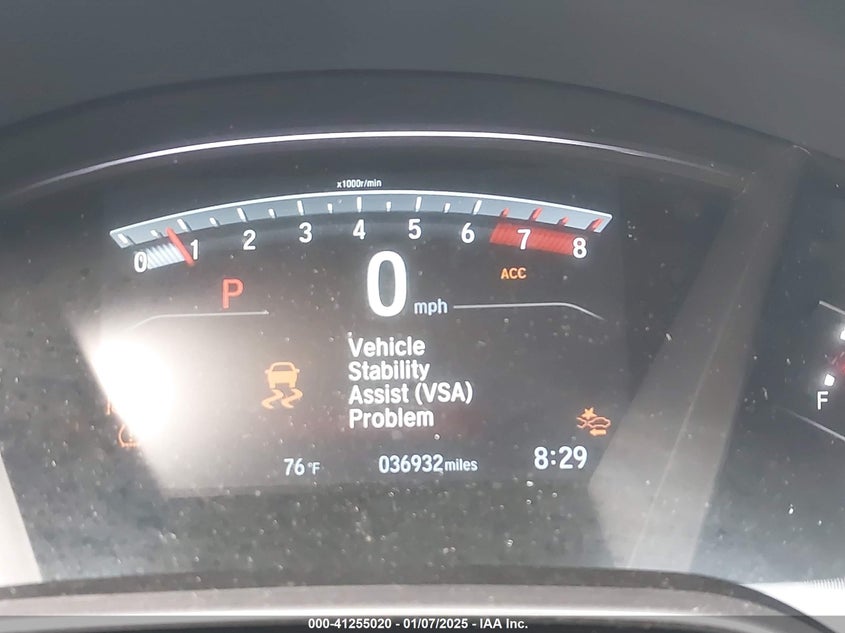 x1000r/min
0 1 2 3 4 5 6 7 8
ACC
P
0 mph
Vehicle
Stability
Assist (VSA)
Problem
76°F
036932 miles
8:29
F
000-41255020 - 01/07/2025 - IAA Inc.